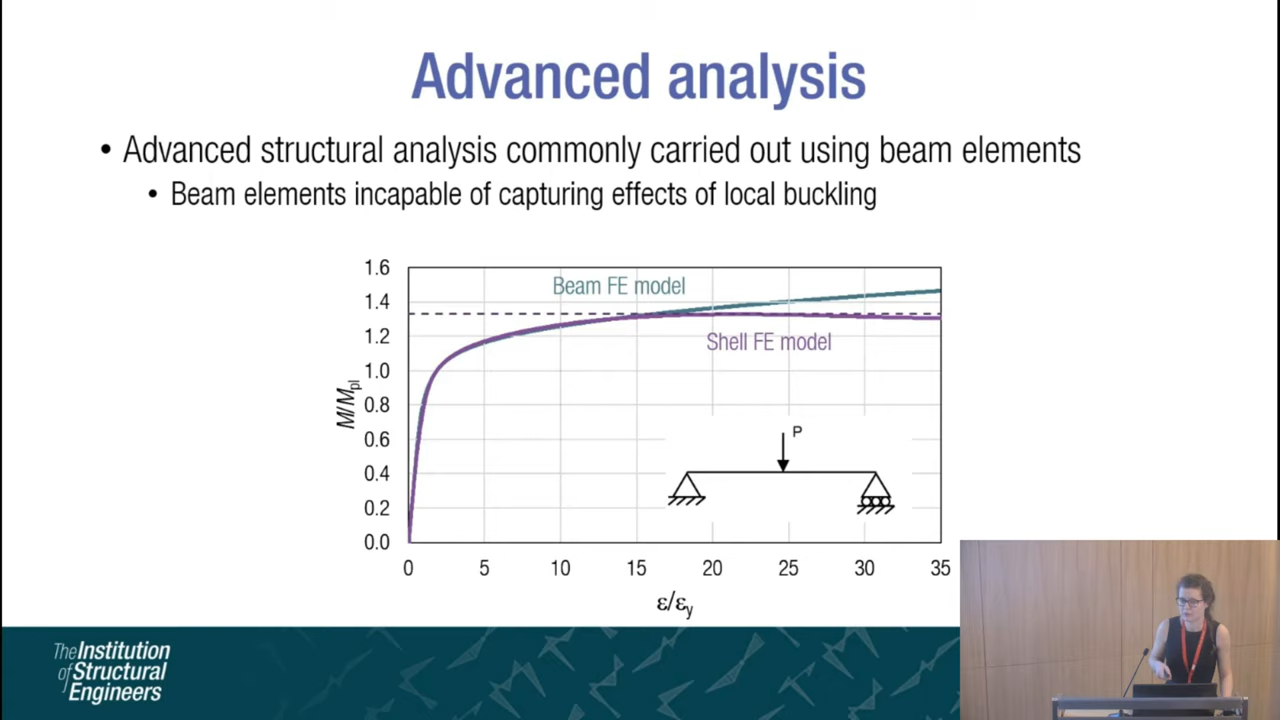 Advanced analysis
• Advanced structural analysis commonly carried out using beam elements
• Beam elements incapable of capturing effects of local buckling
1.6
1.4
1.2
1.0
0.8
0.6
0.4
0.2
0.0
M/Mpl
Beam FE model
Shell FE model
P
0 5 10 15 20 25 30 35
ε/εy
The Institution
of Structural
Engineers